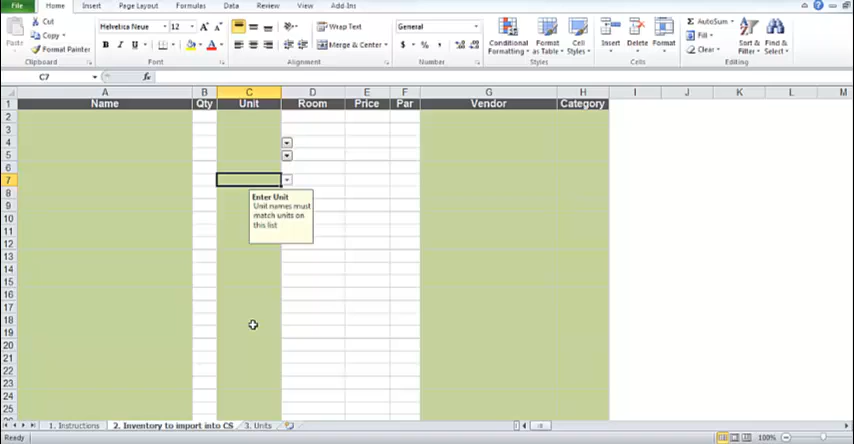 File Home Insert Page Layout Formulas Data Review View Add-Ins
Cut
Copy
Format Painter
Paste
Clipboard
Helvetica Neue 12 A A
B I U A
Font
Wrap Text
Merge & Center
Alignment
General
$ % ,
Number
Conditional Formatting
Format as Table
Cell Styles
Styles
Insert Delete Format
Cells
Σ AutoSum
Fill
Clear
Sort & Filter
Find & Select
Editing
C7 fx
A B C D E F G H I J K L M
1 Name Qty Unit Room Price Par Vendor Category
2
3
4
5
6
7
8
9
10
11
12
13
14
15
16
17
18
19
20
21
22
23
24
25
Enter Unit
Unit names must
match units on
this list
1. Instructions 2. Inventory to import into CS 3. Units
Ready 100%